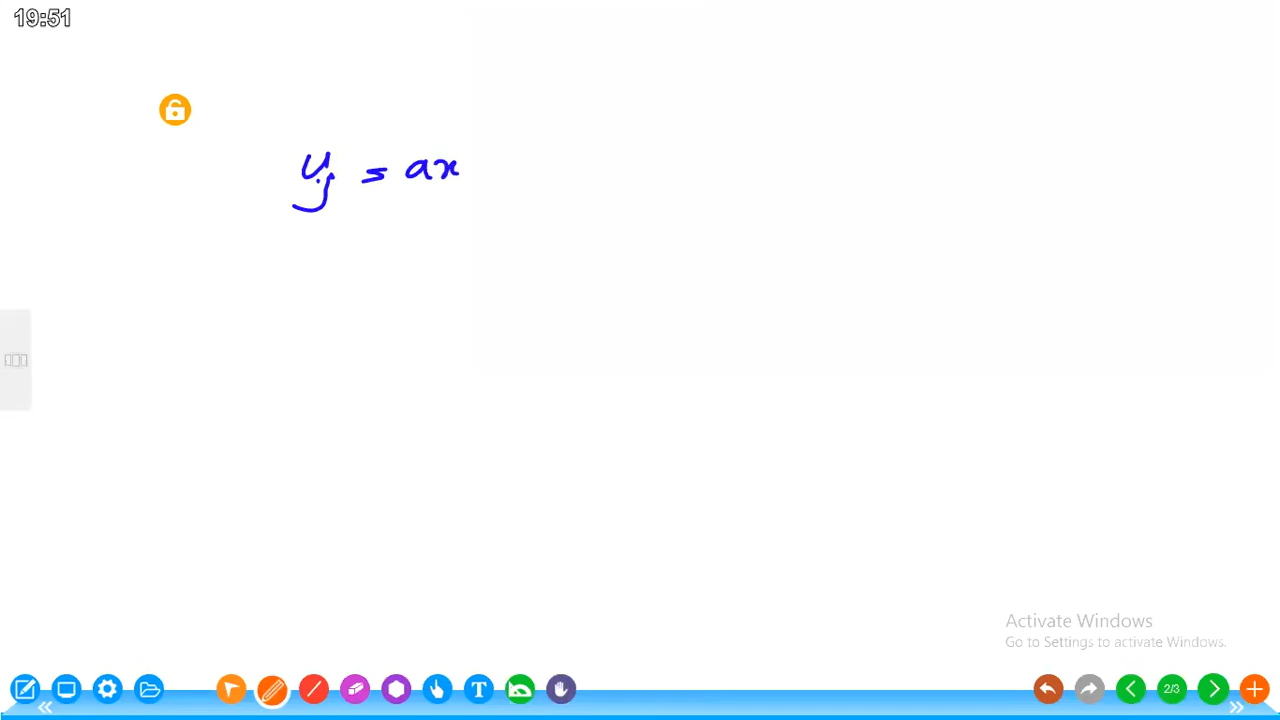 19:51
y = ax
Activate Windows
Go to Settings to activate Windows.
T
2/3